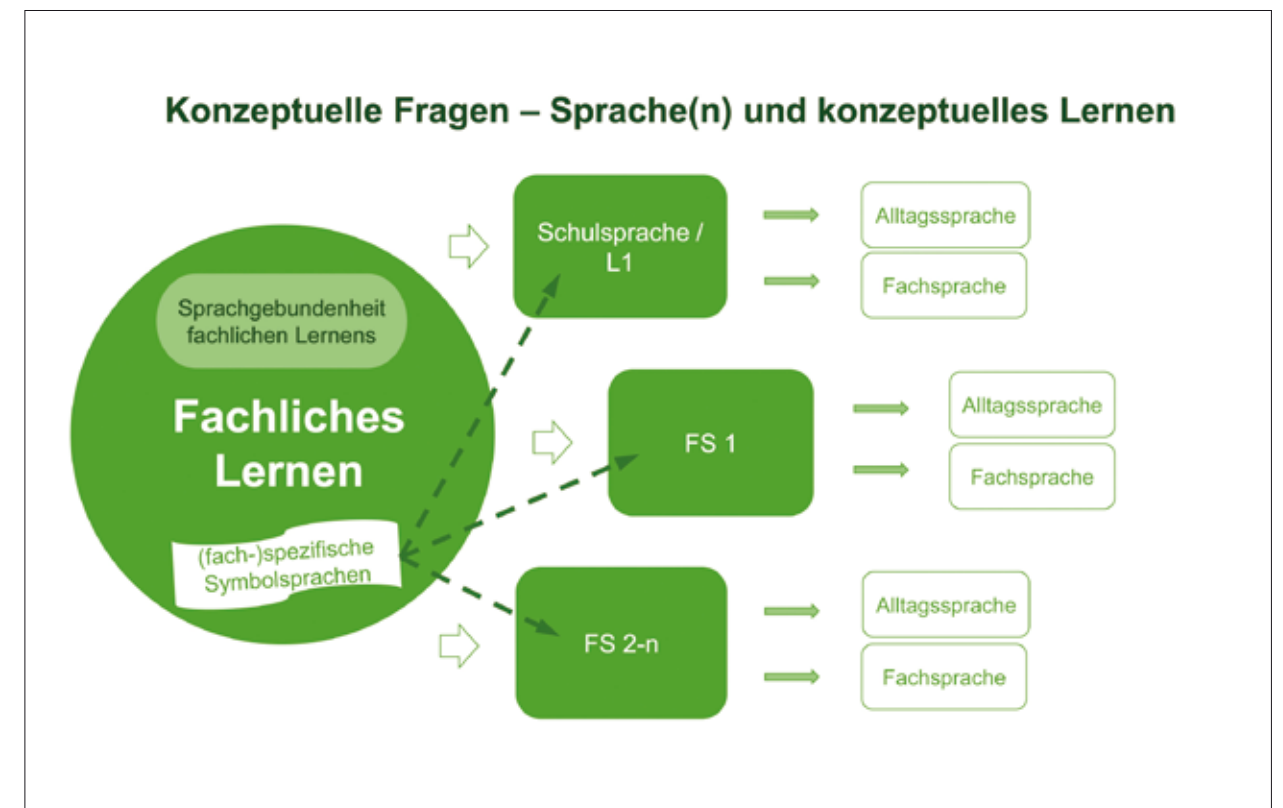 Konzeptuelle Fragen – Sprache(n) und konzeptuelles Lernen
Sprachgebundenheit
fachlichen Lernens
Fachliches
Lernen
(fach-)spezifische
Symbolsprachen
Schulsprache /
L1
Alltagssprache
Fachsprache
FS 1
Alltagssprache
Fachsprache
FS 2-n
Alltagssprache
Fachsprache